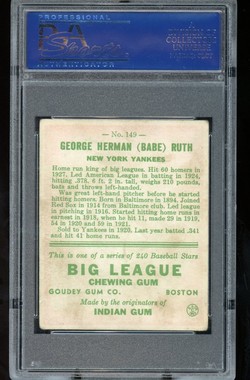 PROFESSIONAL
SPORTS
AUTHENTICATOR
No. 149
GEORGE HERMAN (BABE) RUTH
NEW YORK YANKEES
Home run king of big leagues. Hit 60 homers in
1927. Led American League in batting in 1924,
hitting .378. 6 ft. 2 in. tall, weighs 210 pounds,
bats and throws left-handed.
Was great left-hand pitcher before he started
hitting homers. Born in Baltimore in 1894. Joined
Red Sox in 1914 from Baltimore club. Led league
in pitching in 1916. Started hitting home runs in
earnest in 1919, when he hit 29 in 1919,
54 in 1920 and 59 in 1921.
Sold to Yankees in 1920. Last year batted .341
and hit 41 home runs.
This is one of a series of 240 Baseball Stars
BIG LEAGUE
CHEWING GUM
GOUDEY GUM CO. BOSTON
Made by the originators of
INDIAN GUM